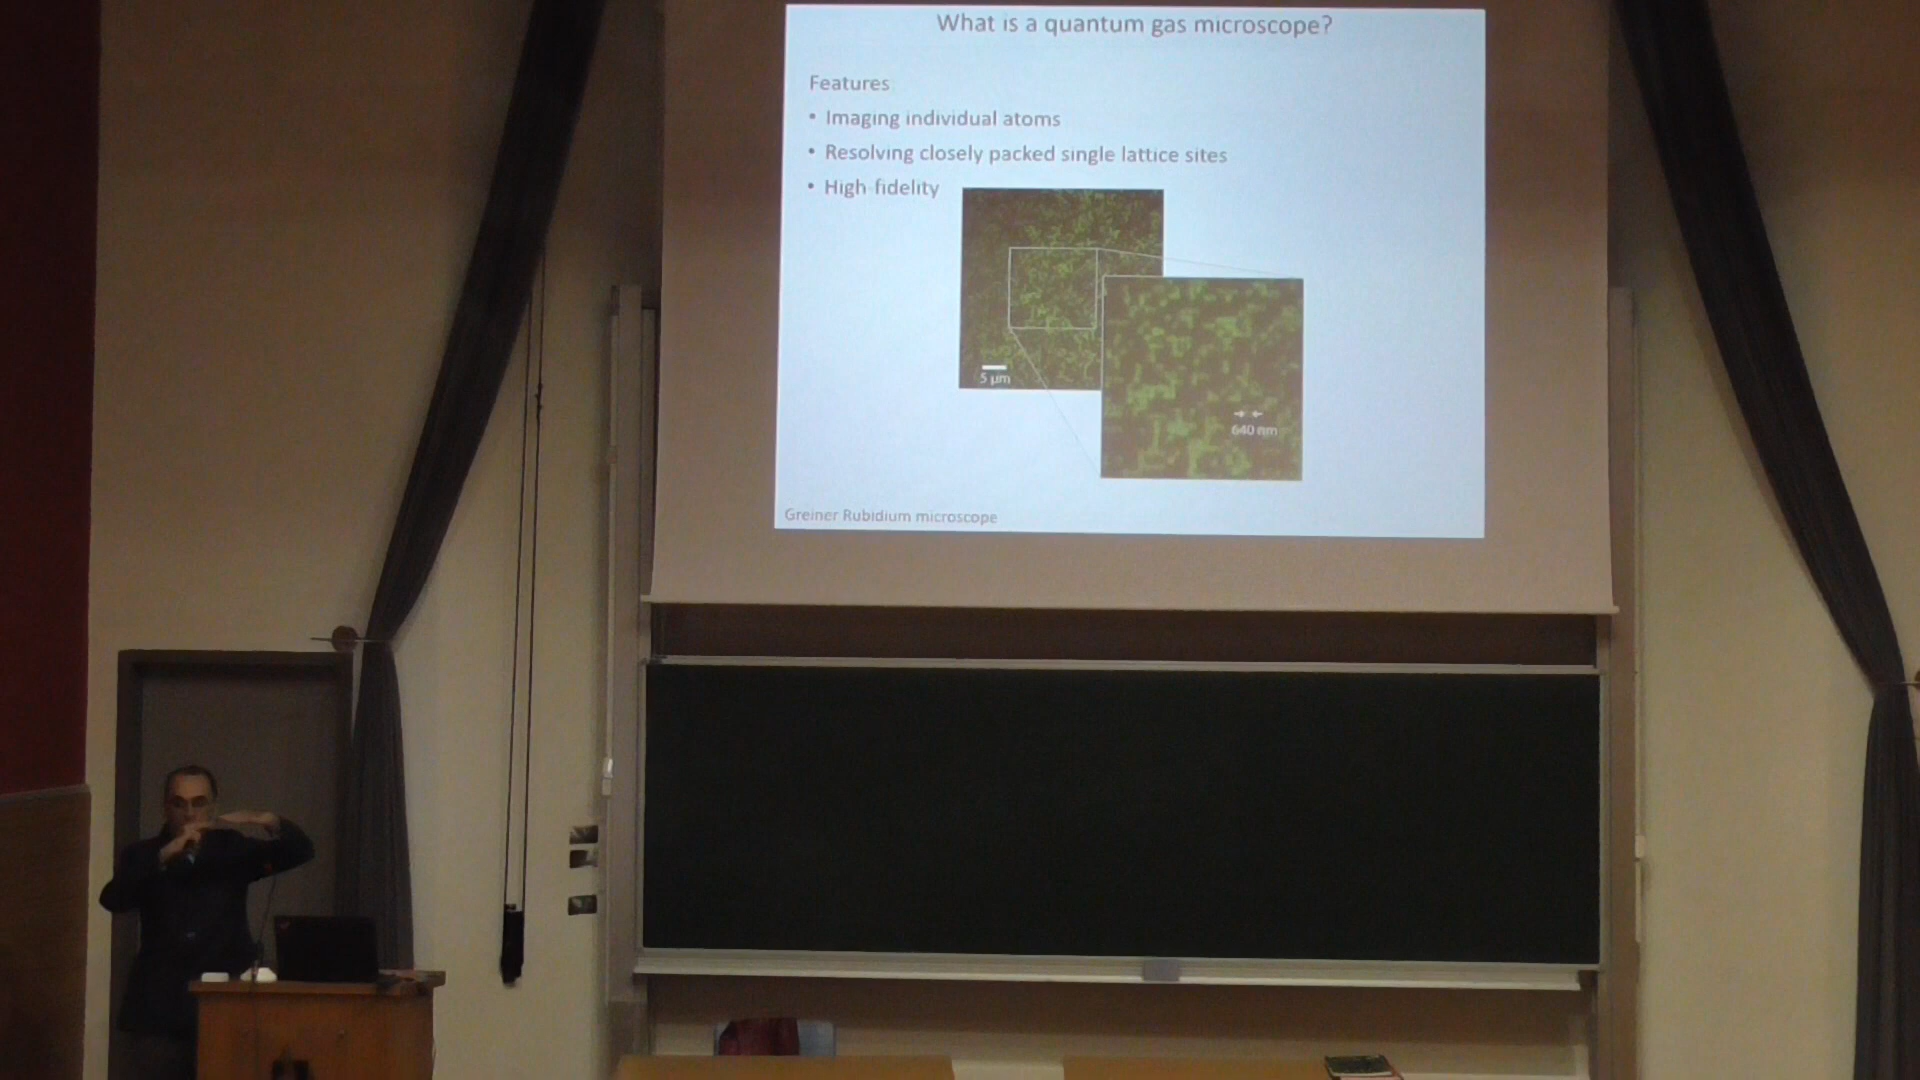 What is a quantum gas microscope?
Features
• Imaging individual atoms
• Resolving closely packed single lattice sites
• High fidelity
5 µm
640 nm
Greiner Rubidium microscope